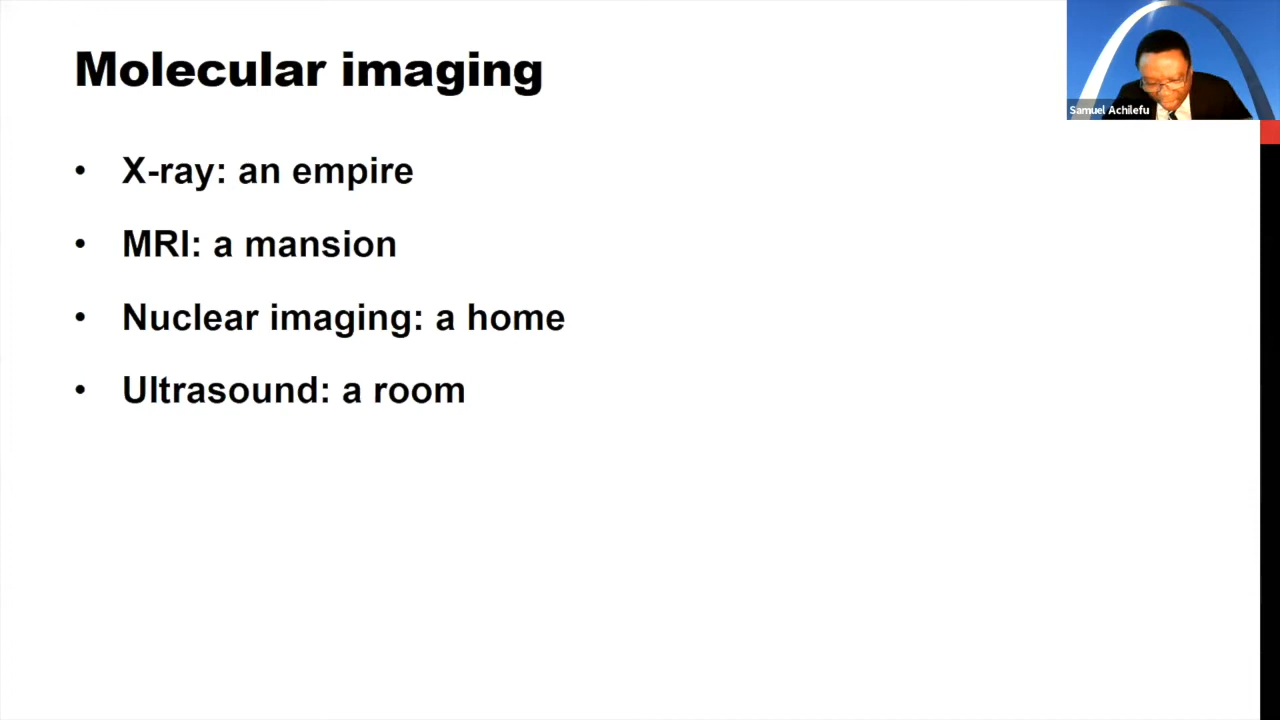 Molecular imaging
Samuel Achilefu
• X-ray: an empire
• MRI: a mansion
• Nuclear imaging: a home
• Ultrasound: a room